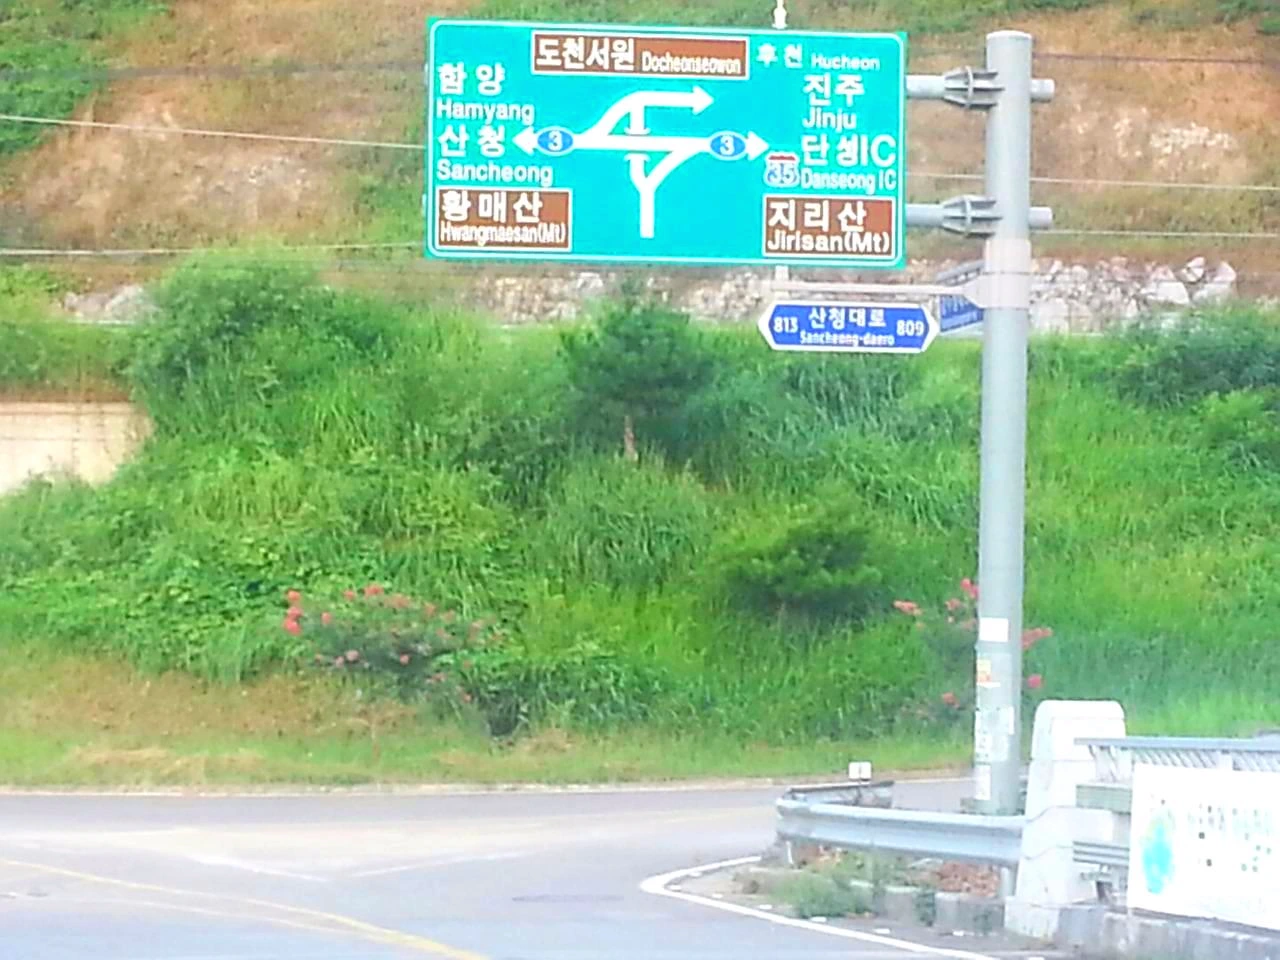 도천서원 Docheonseowon
후천 Hucheon
함양
Hamyang
산청
Sancheong
황매산
Hwangmaesan(Mt)
3
3
진주
Jinju
단성IC
35 Danseong IC
지리산
Jirisan(Mt)
813 산청대로 809
Sancheong-daero